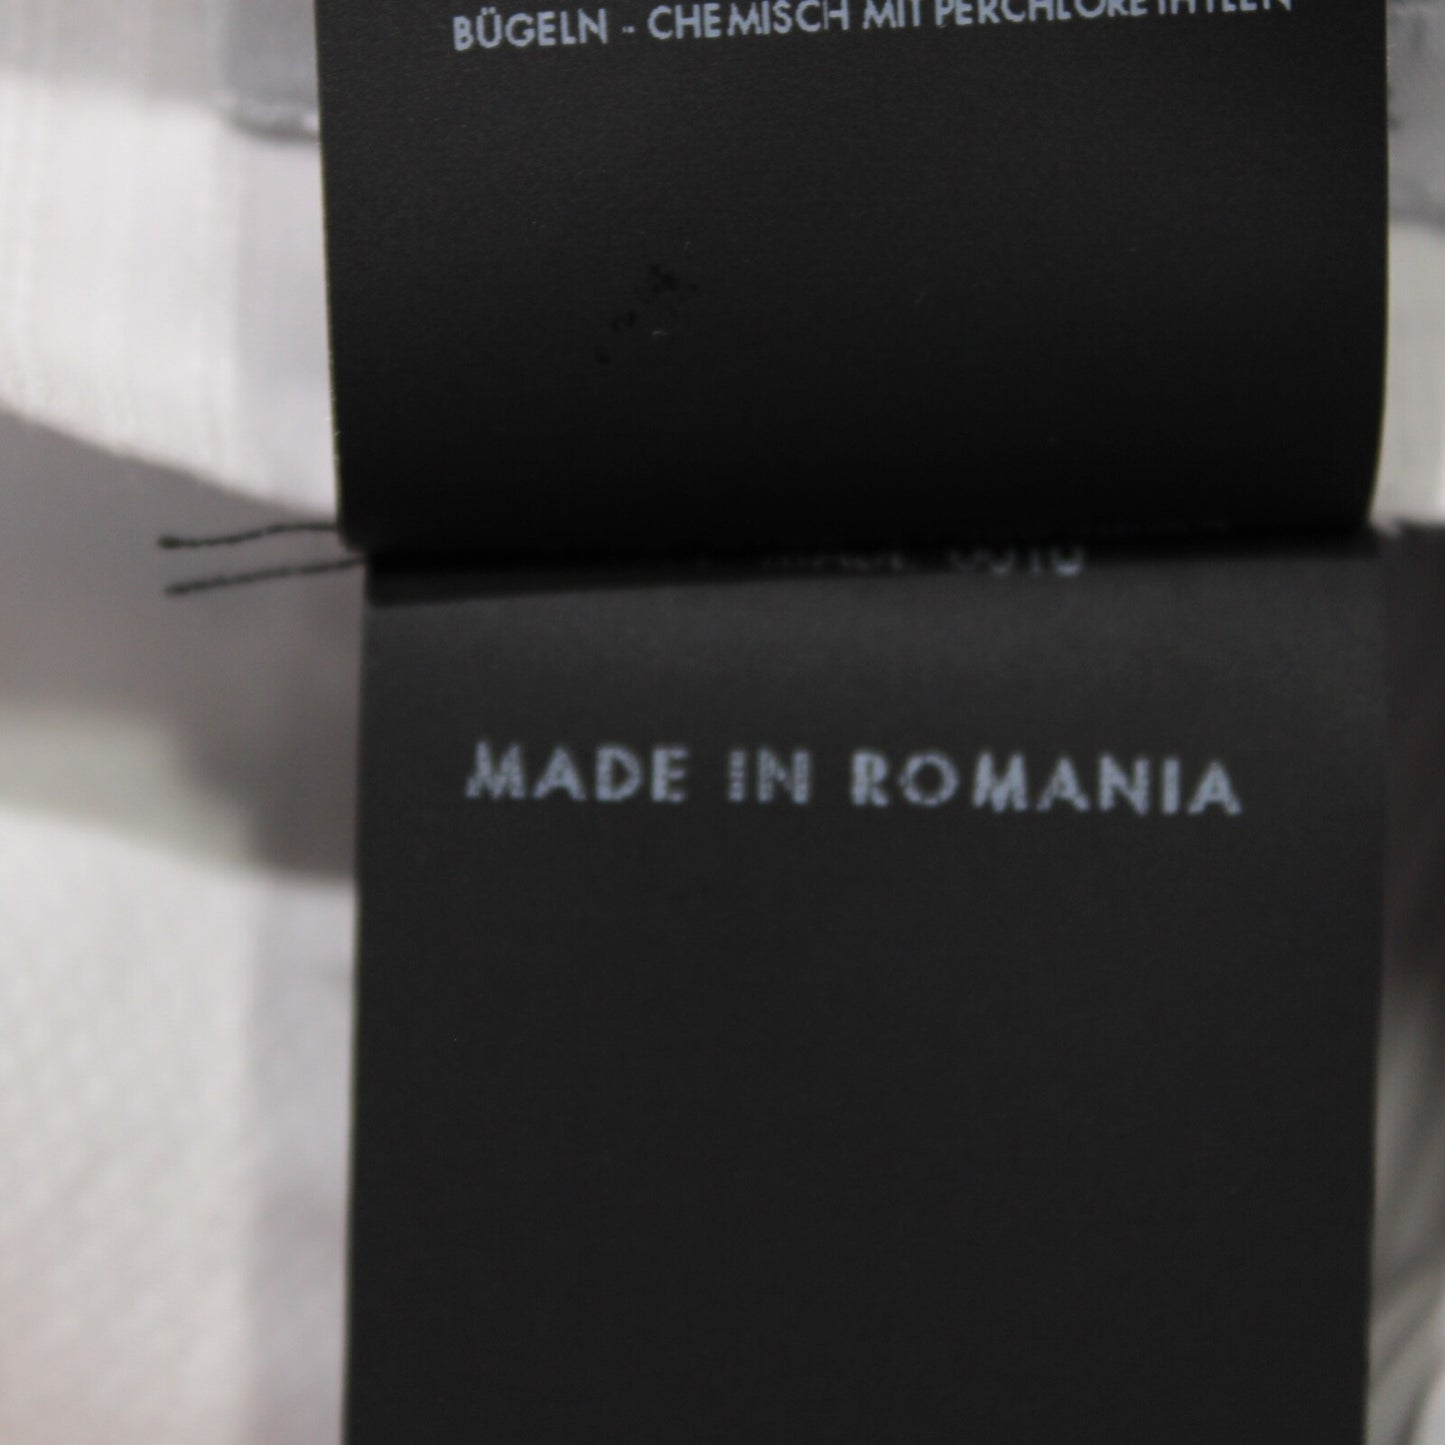 BÜGELN - CHEMISCH MIT PERCHLORETHYLEN
MADE IN ROMANIA